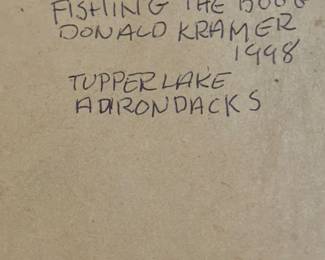 FISHING THE
DONALD KRAMER
1998
TUPPERLAKE
ADIRONDACKS